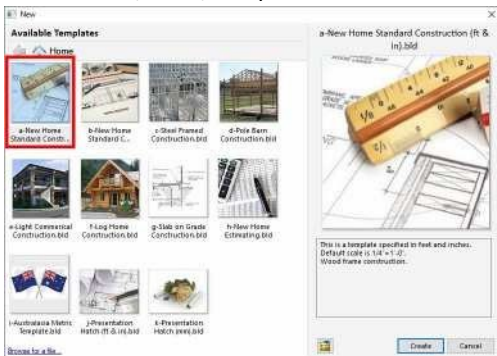 New
Available Templates
Home
a-New Home
Standard Constr...
b-New Home
Standard C...
c-Steel Framed
Construction.bld
d-Pole Barn
Construction.bld
e-Light Commerical
Construction.bld
f-Log Home
Construction.bld
g-Slab on Grade
Construction.bld
h-New Home
Estimating.bld
i-Australasia Metric
Template.bld
j-Presentation
Hatch (ft & in).bld
k-Presentation
Hatch (mm).bld
Browse for a file...
a-New Home Standard Construction (ft &
in).bld
This is a template specified in feet and inches.
Default scale is 1/4"=1'-0".
Wood frame construction.
Create
Cancel